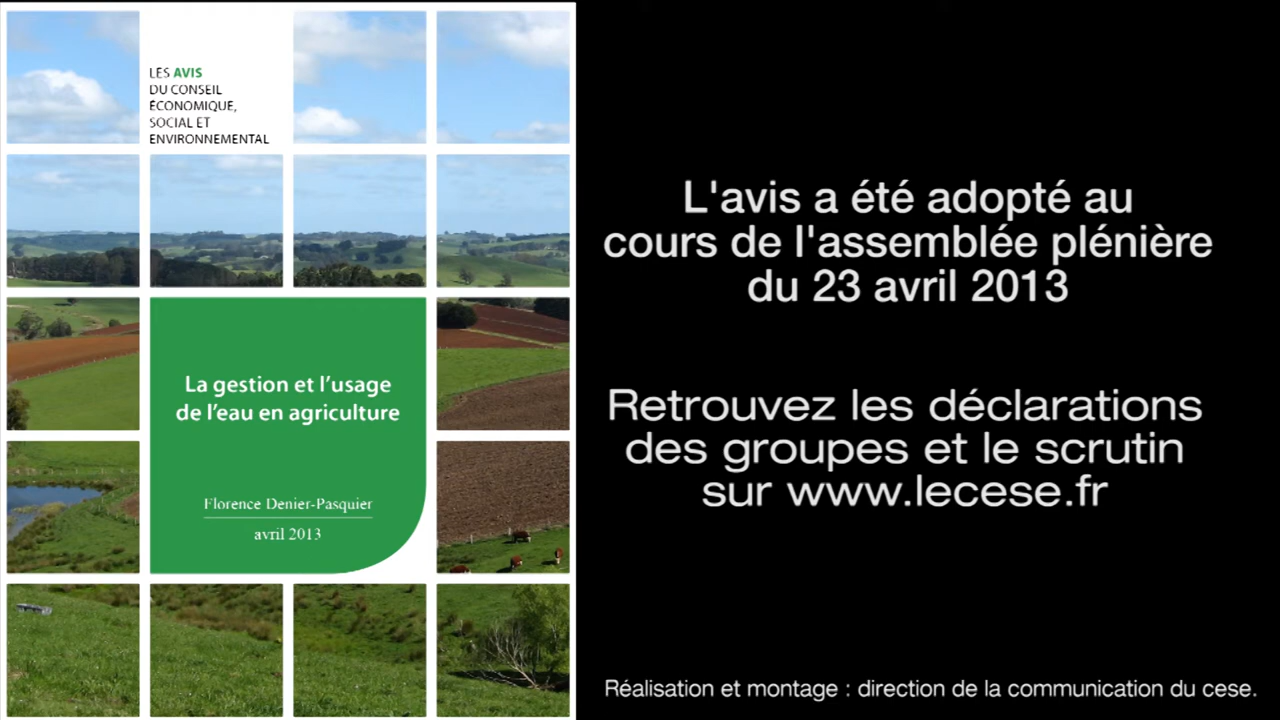 LES AVIS
DU CONSEIL
ÉCONOMIQUE,
SOCIAL ET
ENVIRONNEMENTAL
La gestion et l'usage
de l'eau en agriculture
Florence Denier-Pasquier
avril 2013
L'avis a été adopté au
cours de l'assemblée plénière
du 23 avril 2013
Retrouvez les déclarations
des groupes et le scrutin
sur www.lecese.fr
Réalisation et montage : direction de la communication du cese.